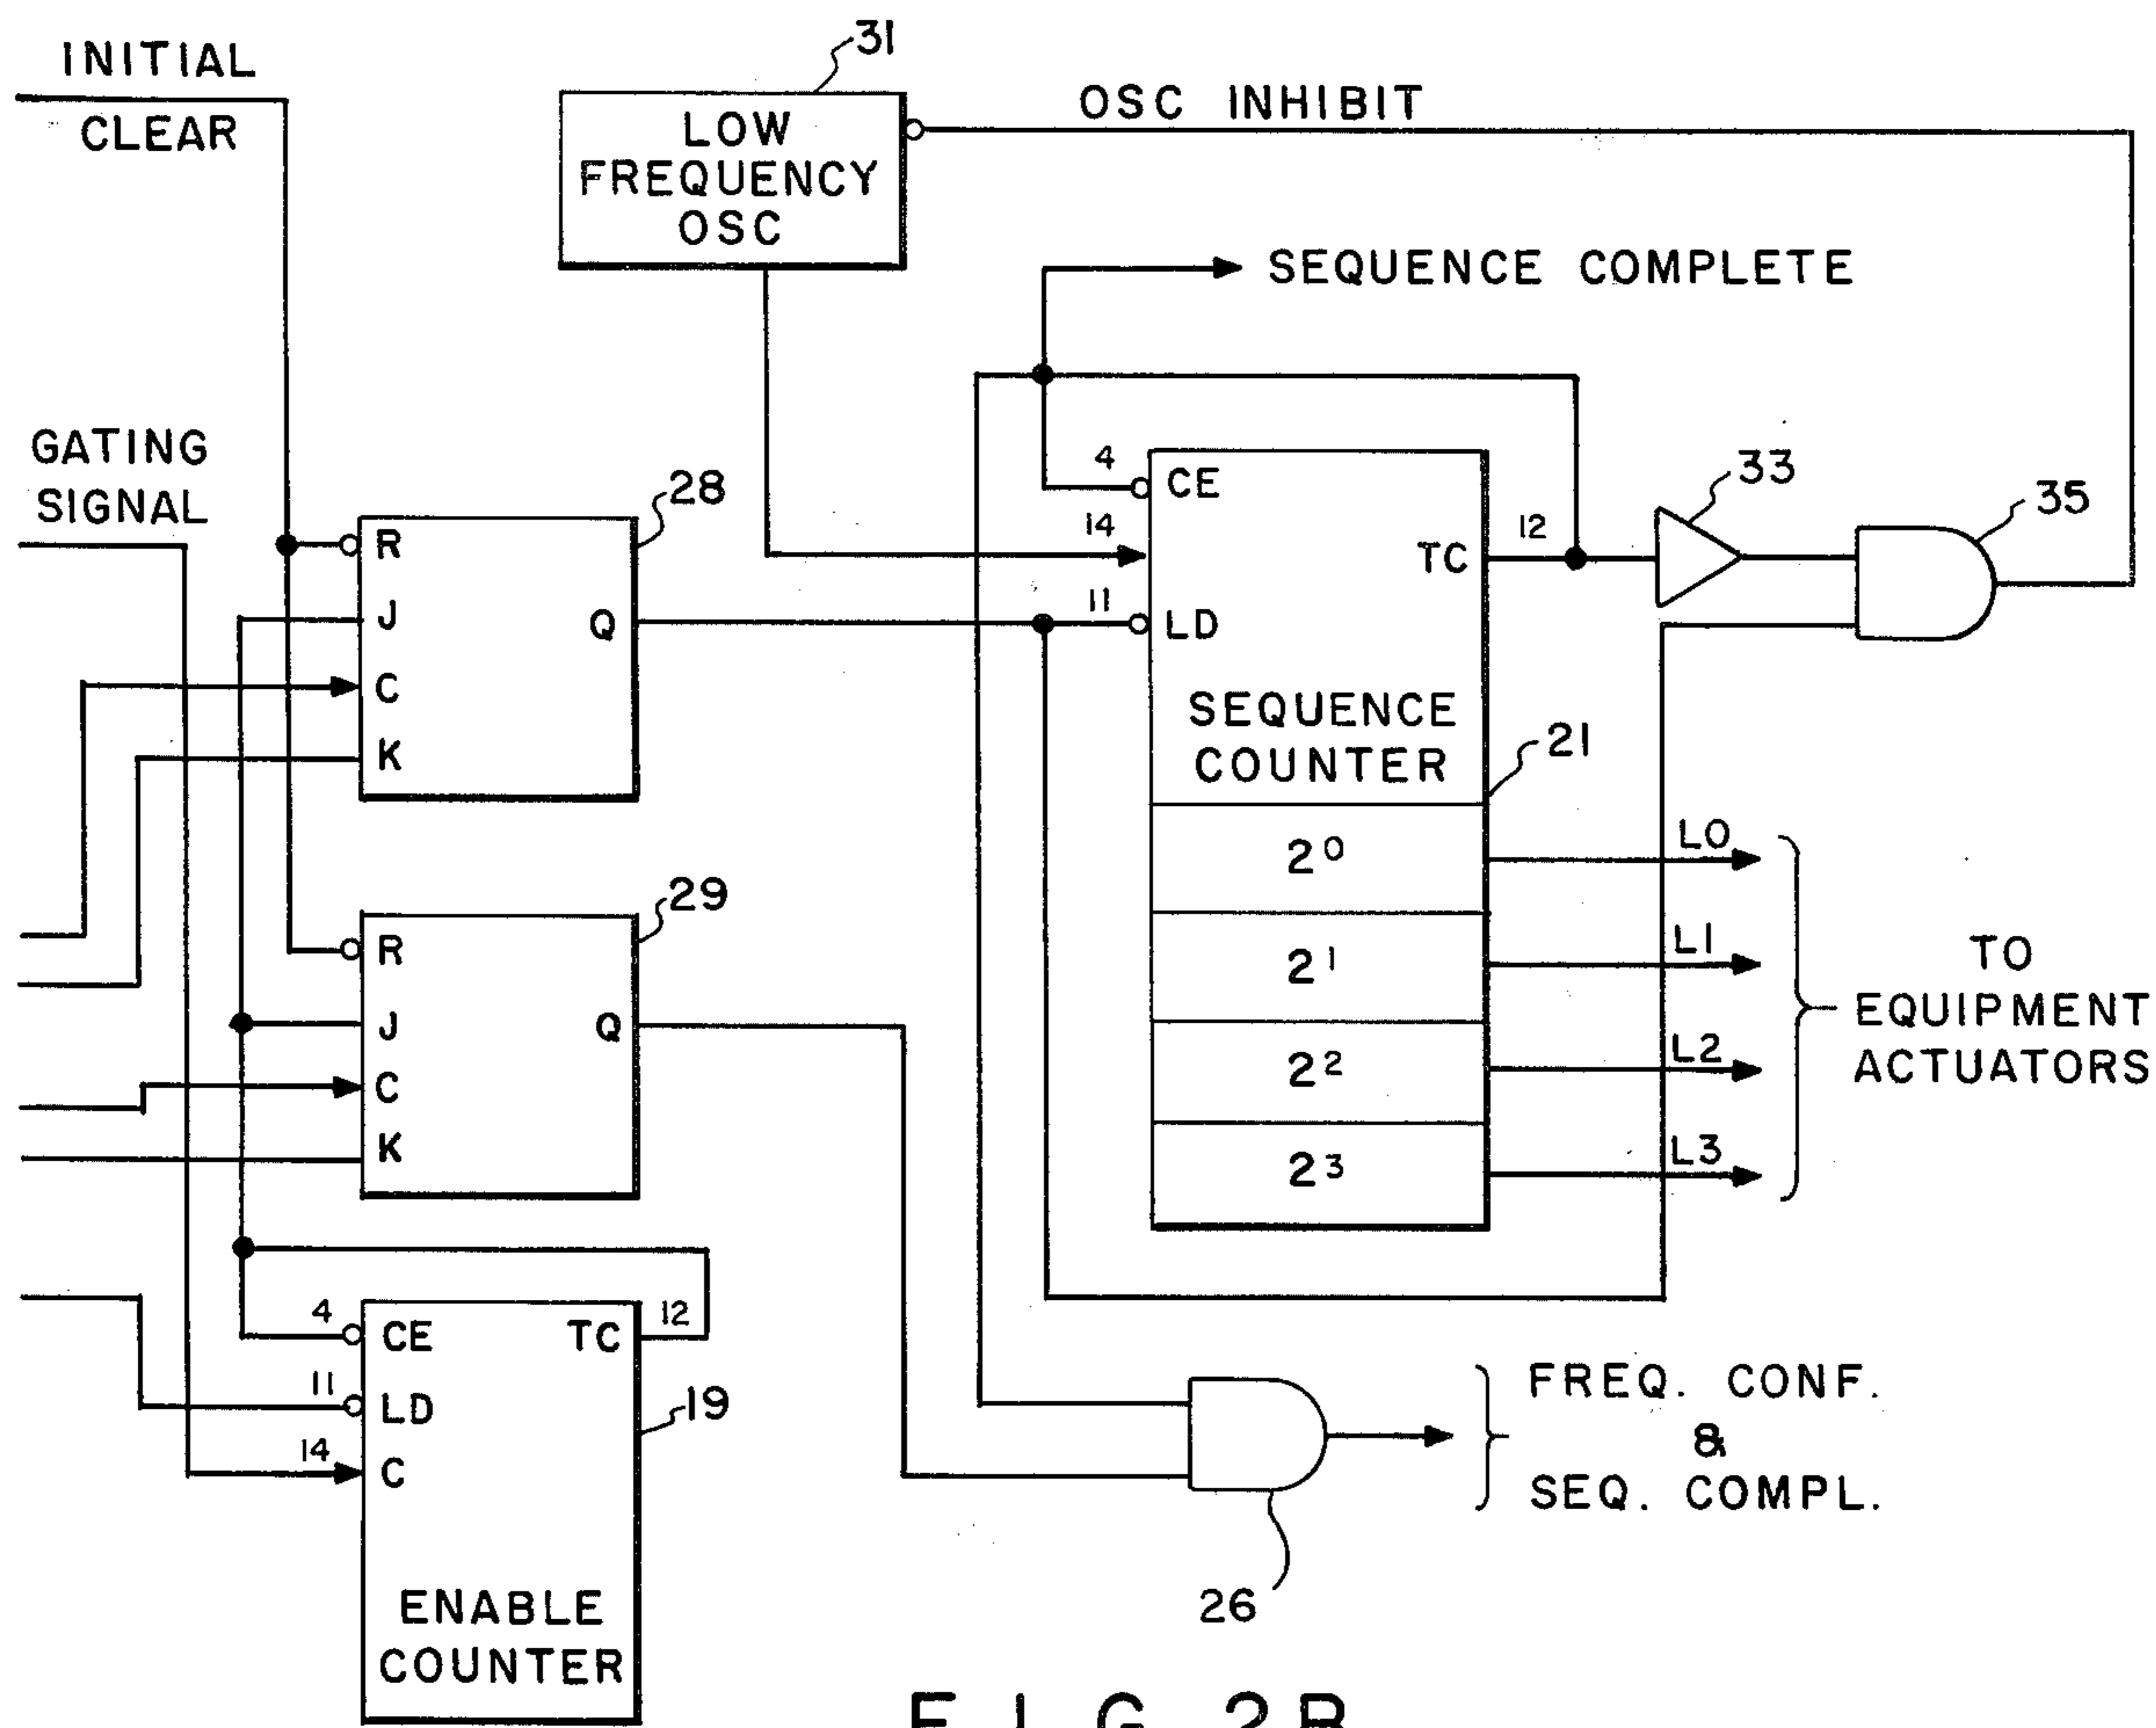 INITIAL
CLEAR
31
LOW
FREQUENCY
OSC
OSC INHIBIT
SEQUENCE COMPLETE
GATING
SIGNAL
28
R
J
C
K
Q
4
CE
14
11
LD
TC
12
33
35
SEQUENCE
COUNTER
21
2⁰
2¹
2²
2³
L0
L1
L2
L3
TO
EQUIPMENT
ACTUATORS
29
R
J
C
K
Q
4
CE
TC
12
11
LD
14
C
19
ENABLE
COUNTER
26
FREQ. CONF.
&
SEQ. COMPL.
FIG 2B